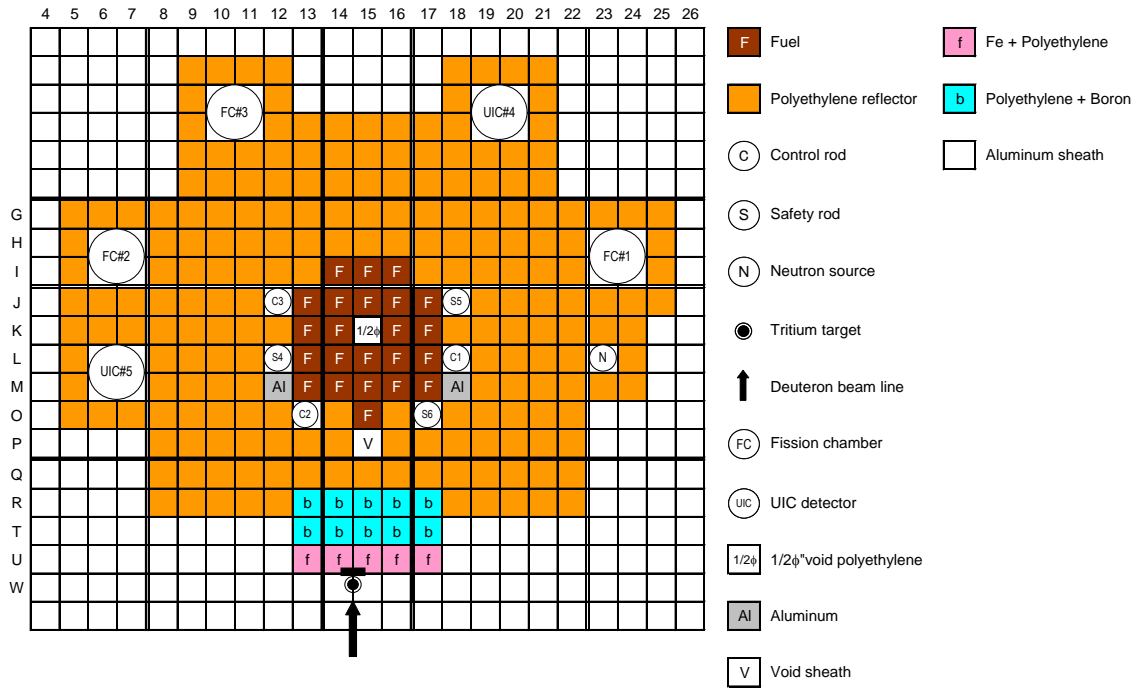 4 5 6 7 8 9 10 11 12 13 14 15 16 17 18 19 20 21 22 23 24 25 26
FC#3 UIC#4
G
H FC#2 FC#1
I F F F
J C3 F F F F F S5
K F F 1/2ϕ F F
L UIC#5 S4 F F F F F C1 N
M Al F F F F F Al
O C2 F S6
P V
Q
R b b b b b
T b b b b b
U f f f f f
W
F Fuel
Polyethylene reflector
C Control rod
S Safety rod
N Neutron source
Tritium target
Deuteron beam line
FC Fission chamber
UIC UIC detector
1/2ϕ 1/2ϕ"void polyethylene
Al Aluminum
V Void sheath
f Fe + Polyethylene
b Polyethylene + Boron
Aluminum sheath